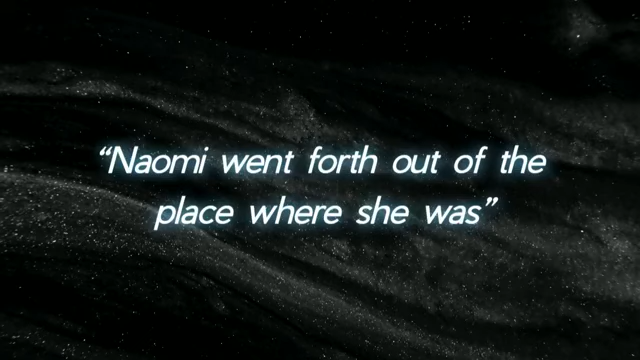 “Naomi went forth out of the
place where she was”